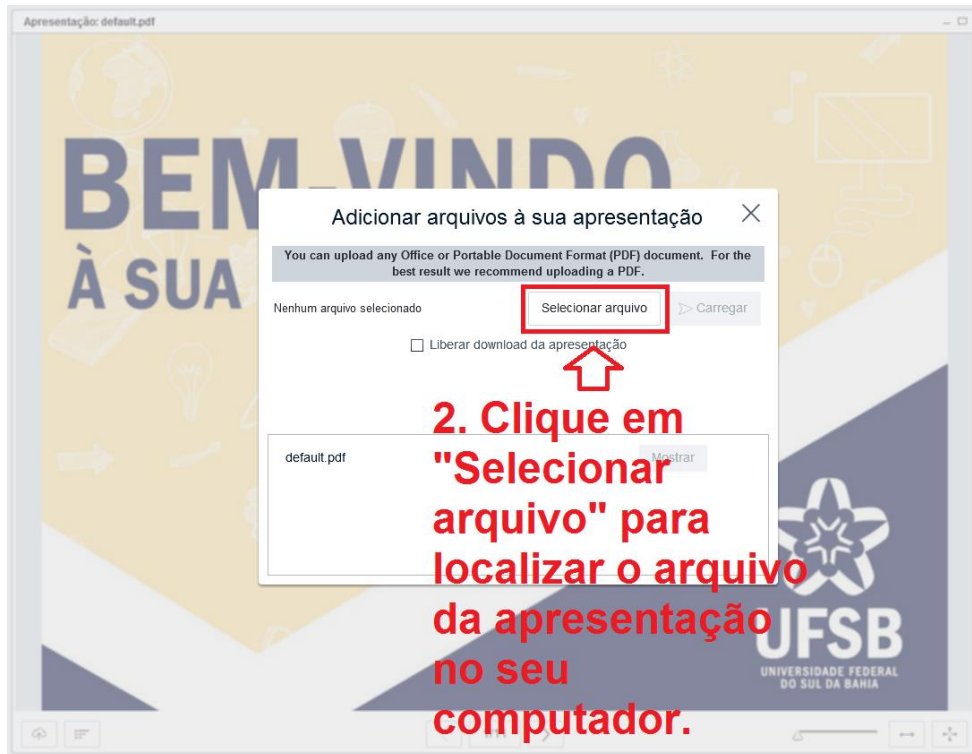 Apresentação: default.pdf
BEM-VINDO
À SUA
Adicionar arquivos à sua apresentação
You can upload any Office or Portable Document Format (PDF) document. For the
best result we recommend uploading a PDF.
Nenhum arquivo selecionado
Selecionar arquivo
Carregar
Liberar download da apresentação
2. Clique em
default.pdf
Mostrar
"Selecionar
arquivo" para
localizar o arquivo
da apresentação
no seu
computador.
UFSB
UNIVERSIDADE FEDERAL
DO SUL DA BAHIA